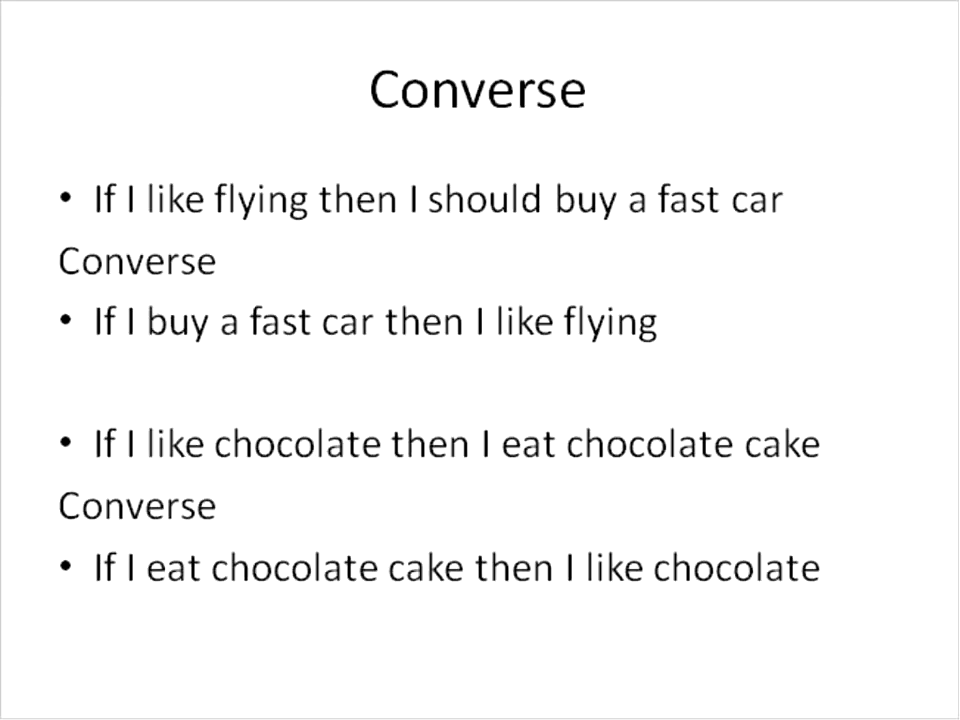 Converse
• If I like flying then I should buy a fast car
Converse
• If I buy a fast car then I like flying
• If I like chocolate then I eat chocolate cake
Converse
• If I eat chocolate cake then I like chocolate